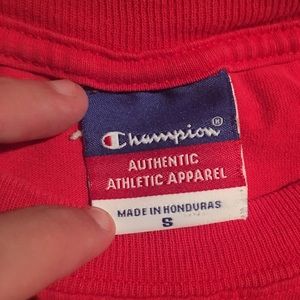 Champion®
AUTHENTIC
ATHLETIC APPAREL
MADE IN HONDURAS
S